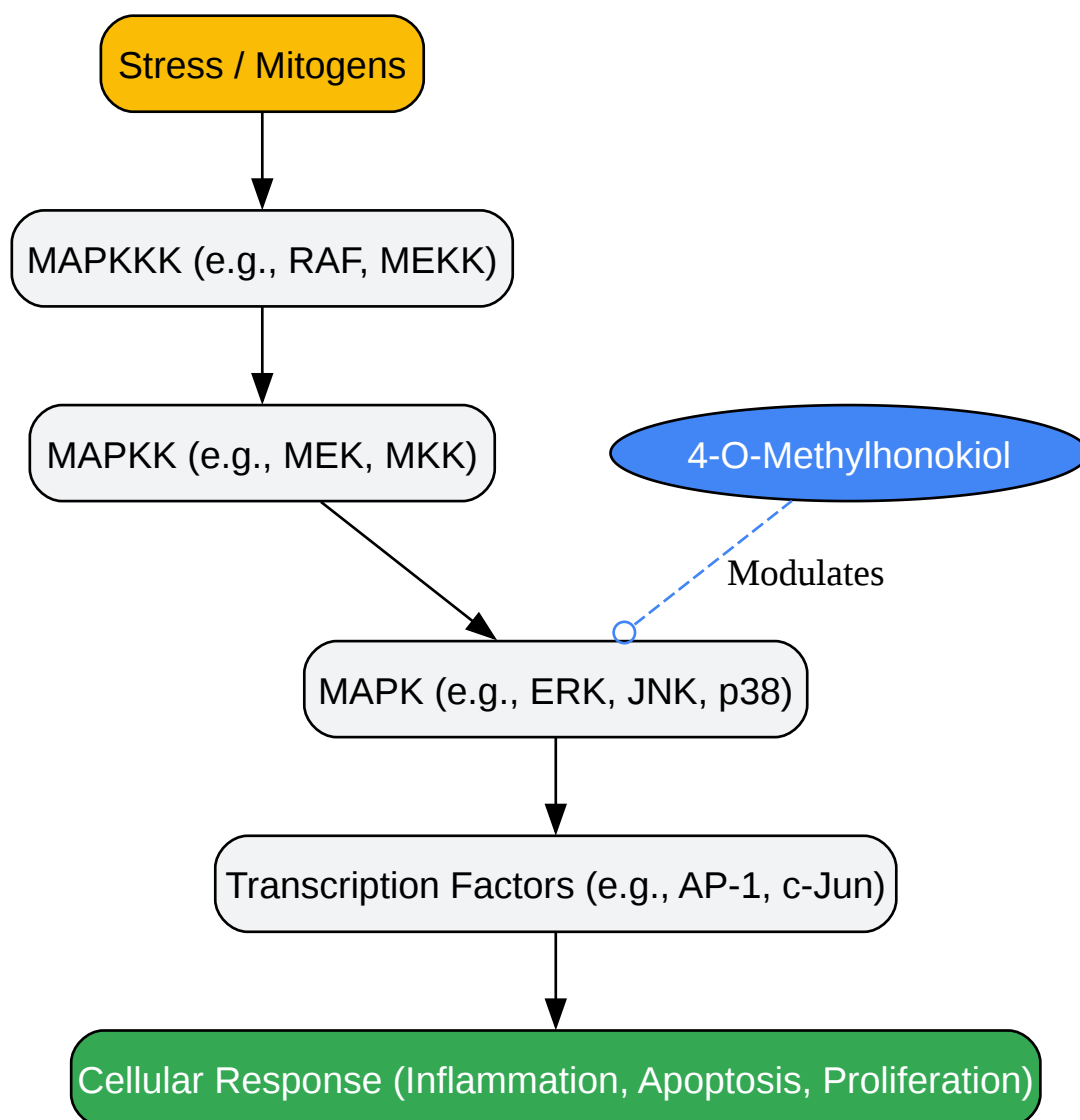 Stress / Mitogens
MAPKKK (e.g., RAF, MEKK)
MAPKK (e.g., MEK, MKK)
4-O-Methylhonokiol
Modulates
MAPK (e.g., ERK, JNK, p38)
Transcription Factors (e.g., AP-1, c-Jun)
Cellular Response (Inflammation, Apoptosis, Proliferation)